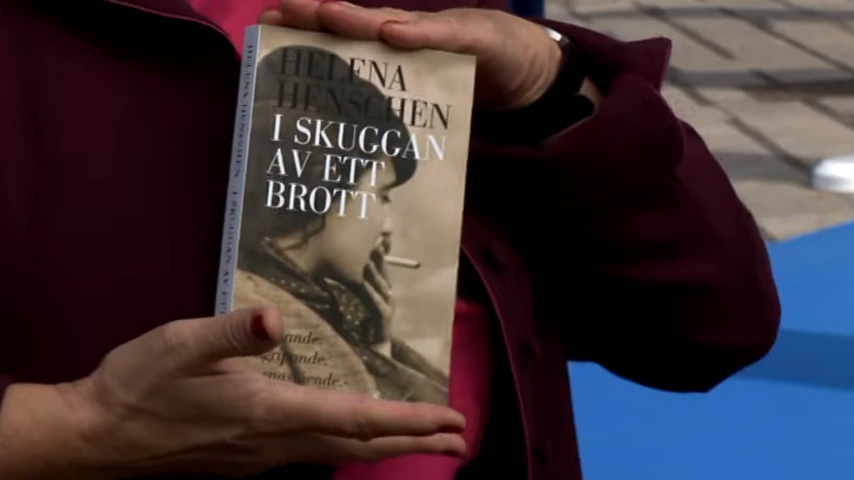 HELENA
HENSCHEN
I SKUGGAN
AV ETT
BROTT
HELENA HENSCHEN I SKUGGAN AV ETT